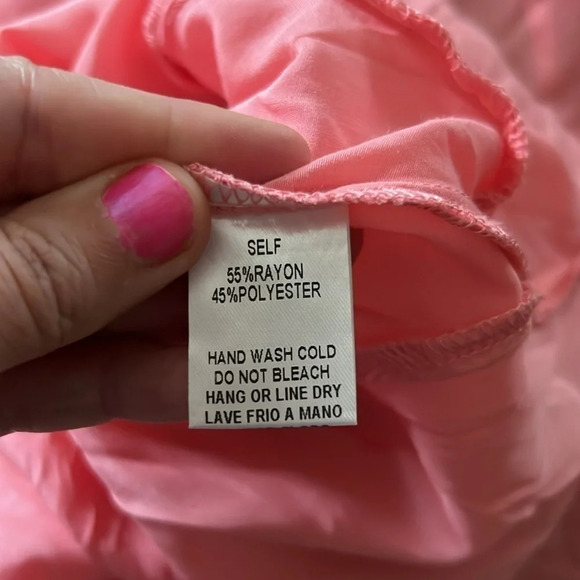 SELF
55%RAYON
45%POLYESTER
HAND WASH COLD
DO NOT BLEACH
HANG OR LINE DRY
LAVE FRIO A MANO